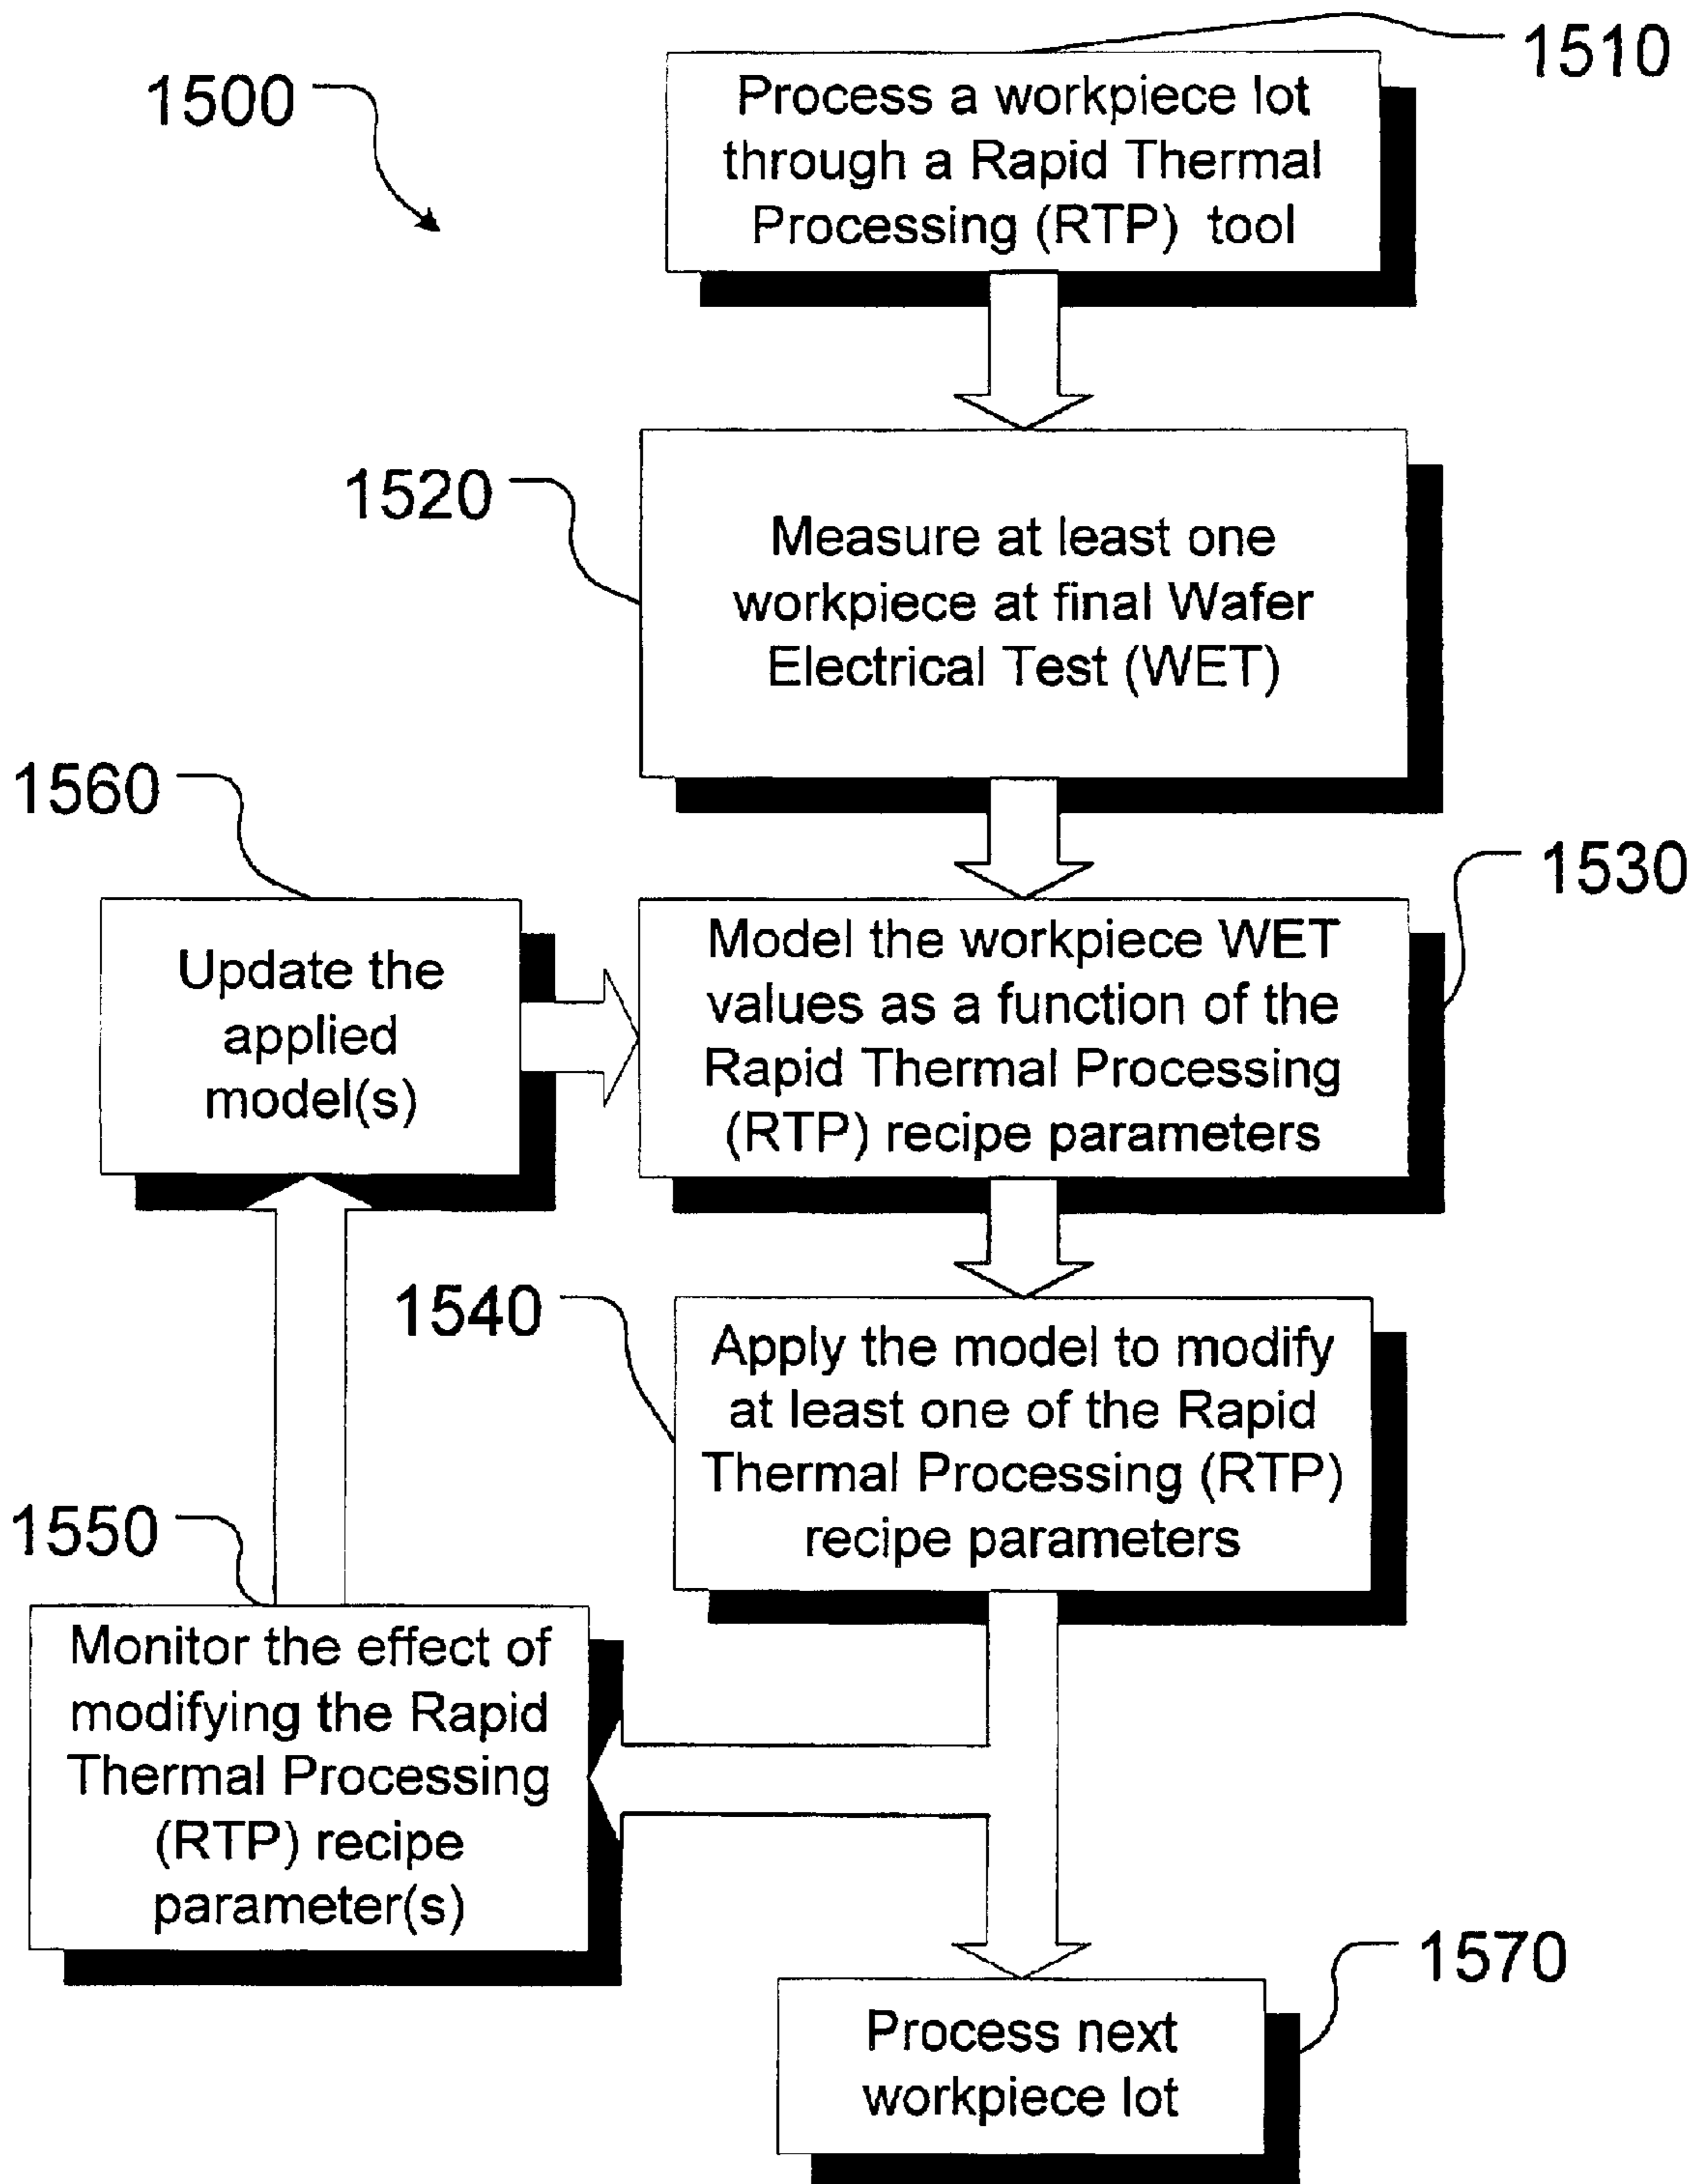 1500
1510
Process a workpiece lot
through a Rapid Thermal
Processing (RTP) tool
1520
Measure at least one
workpiece at final Wafer
Electrical Test (WET)
1560
Update the
applied
model(s)
1530
Model the workpiece WET
values as a function of the
Rapid Thermal Processing
(RTP) recipe parameters
1540
Apply the model to modify
at least one of the Rapid
Thermal Processing (RTP)
recipe parameters
1550
Monitor the effect of
modifying the Rapid
Thermal Processing
(RTP) recipe
parameter(s)
1570
Process next
workpiece lot